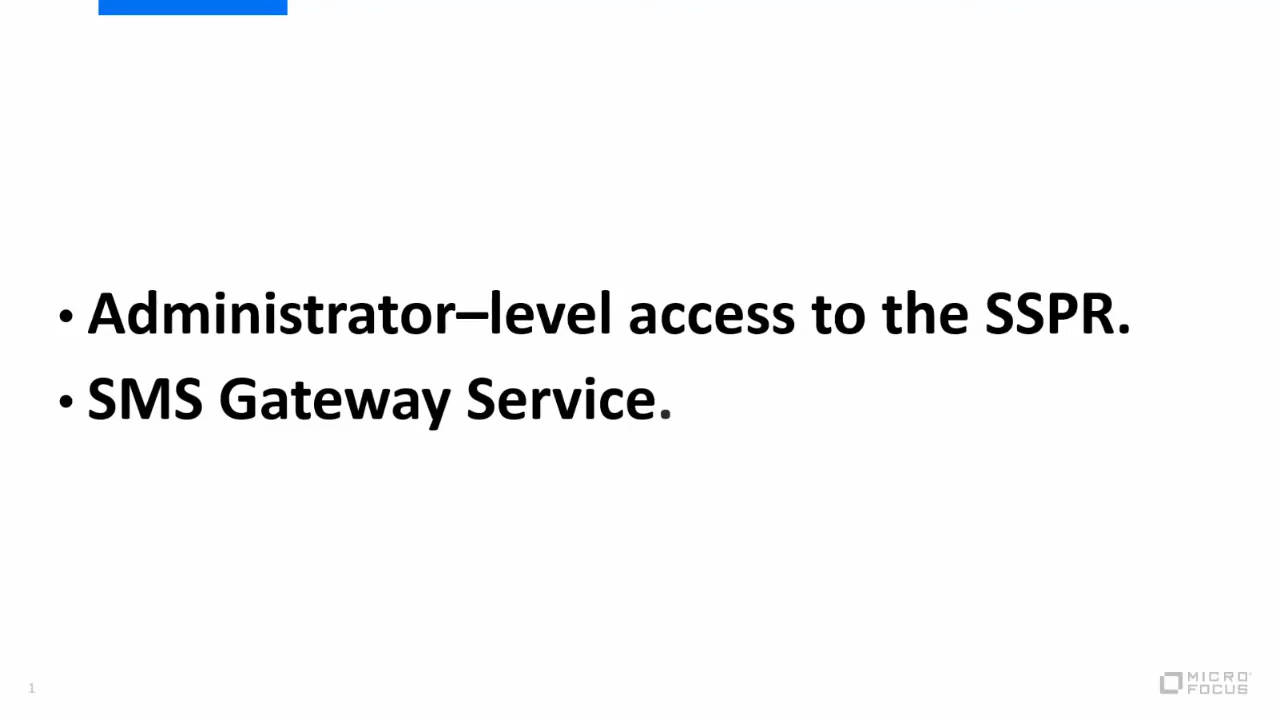 • Administrator–level access to the SSPR.
• SMS Gateway Service.
1
MICRO
FOCUS